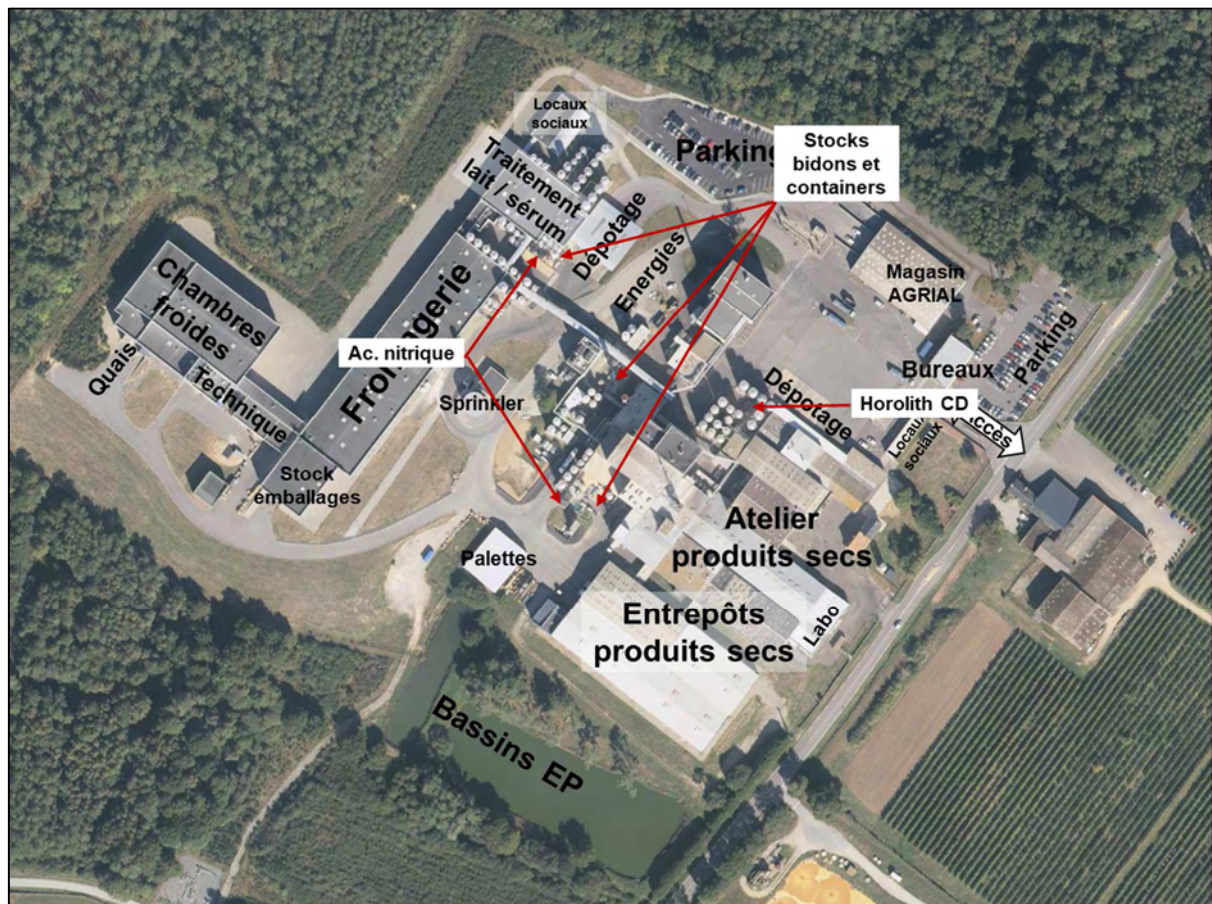 Locaux
sociaux
Parking
Stocks
bidons et
containers
Traitement
lait / sérum
Dépotage
Energies
Magasin
AGRIAL
Chambres
froides
Fromagerie
Ac. nitrique
Parking
Bureaux
Quais
Technique
Sprinkler
Dépotage
Horolith CD
Accès
Locaux
sociaux
Stock
emballages
Atelier
produits secs
Palettes
Entrepôts
produits secs
Labo
Bassins EP